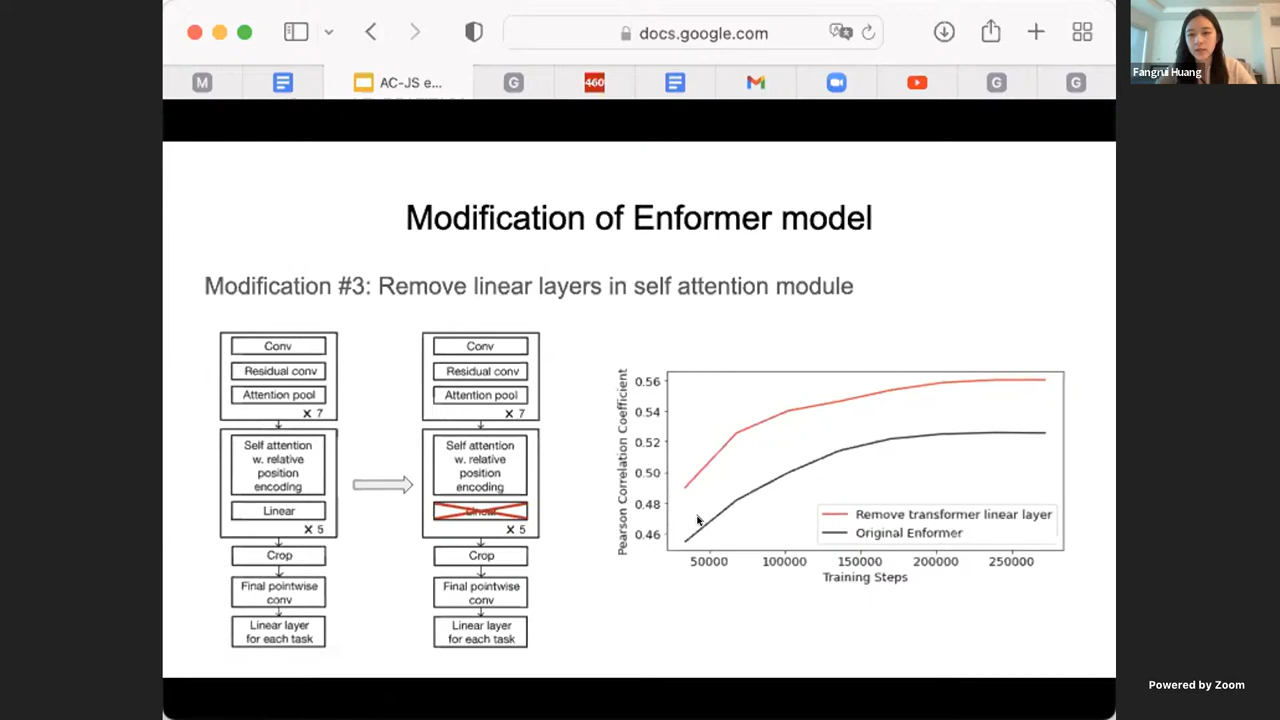 docs.google.com
M
AC-JS e...
G
460
G
G
Fangrui Huang
Modification of Enformer model
Modification #3: Remove linear layers in self attention module
Conv
Residual conv
Attention pool
X 7
Self attention
w. relative
position
encoding
Linear
X 5
Crop
Final pointwise
conv
Linear layer
for each task
Conv
Residual conv
Attention pool
X 7
Self attention
w. relative
position
encoding
Linear
X 5
Crop
Final pointwise
conv
Linear layer
for each task
Pearson Correlation Coefficient
0.56
0.54
0.52
0.50
0.48
0.46
Remove transformer linear layer
Original Enformer
50000 100000 150000 200000 250000
Training Steps
Powered by Zoom